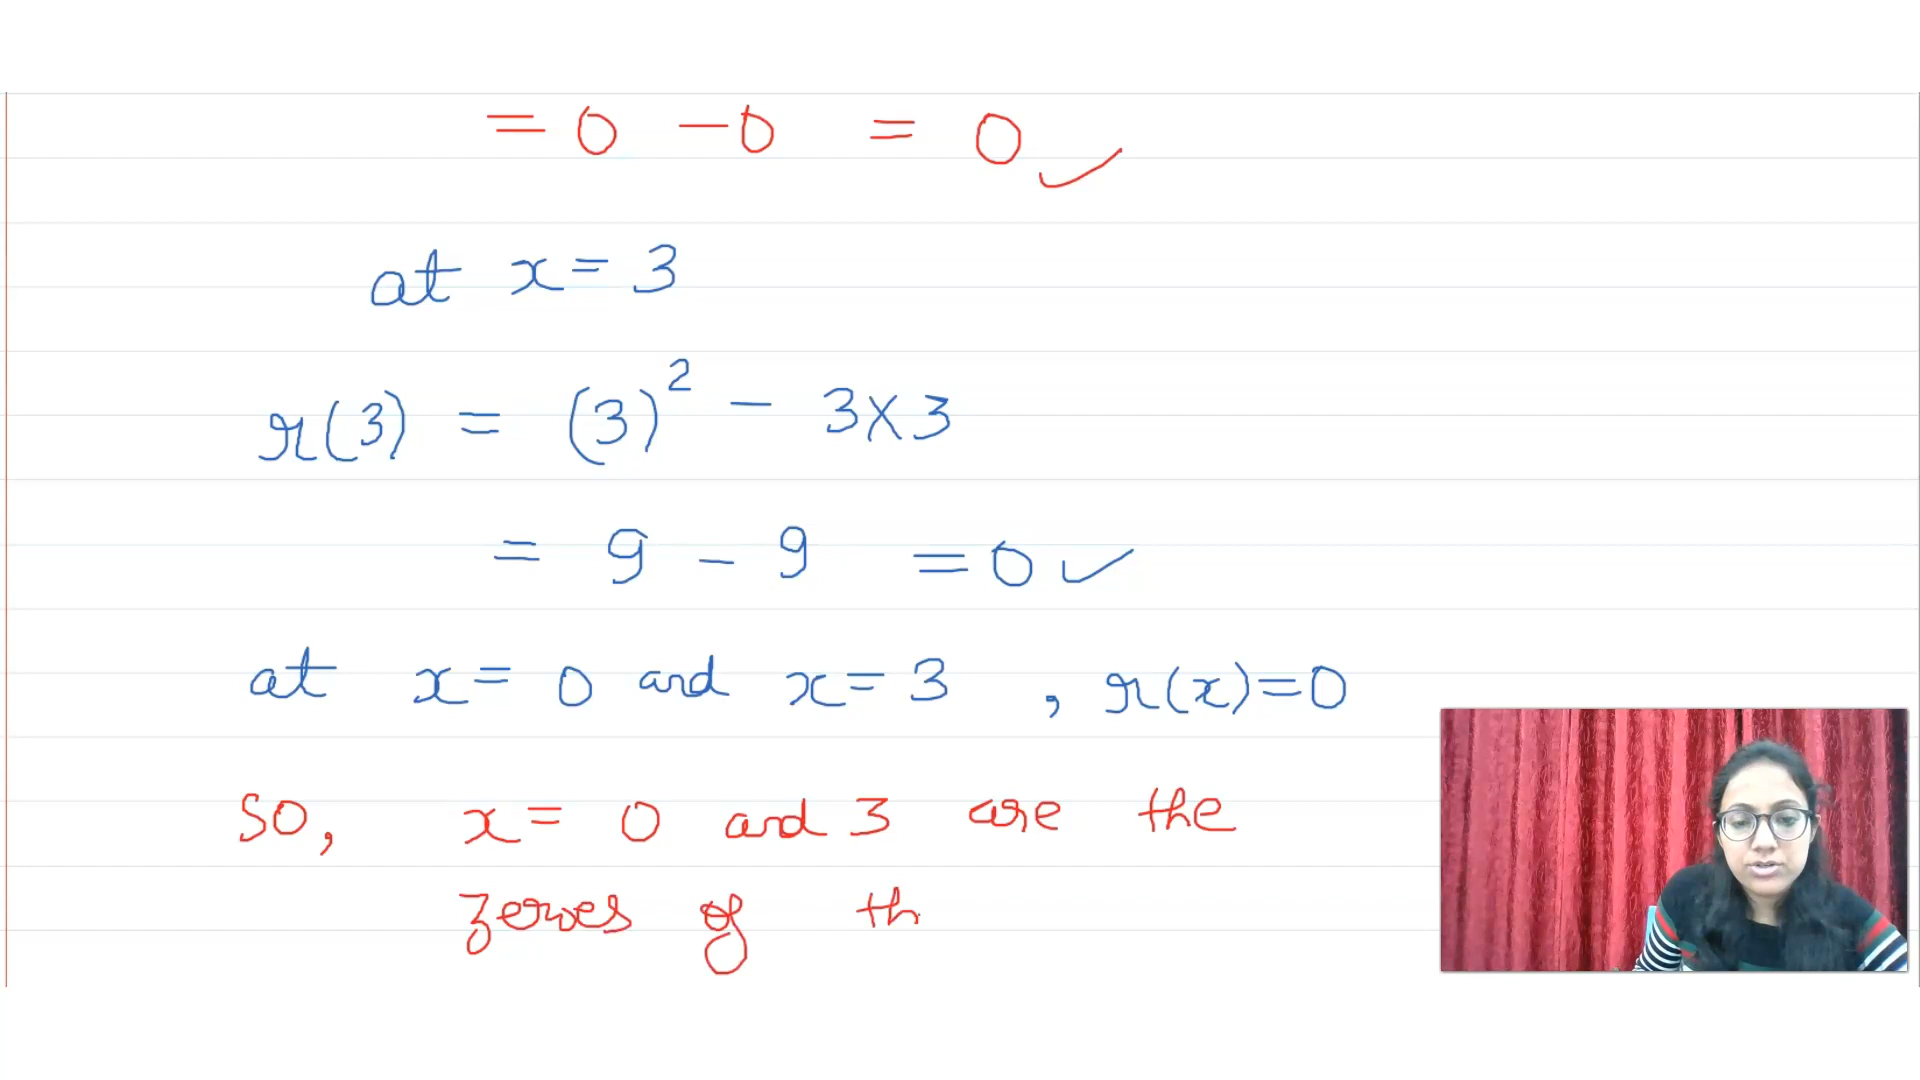 = 0 - 0 = 0 ✓
at x = 3
r(3) = (3)² - 3×3
= 9 - 9 = 0 ✓
at x = 0 and x = 3 , r(x)=0
SO, x = 0 and 3 are the
zeroes of th